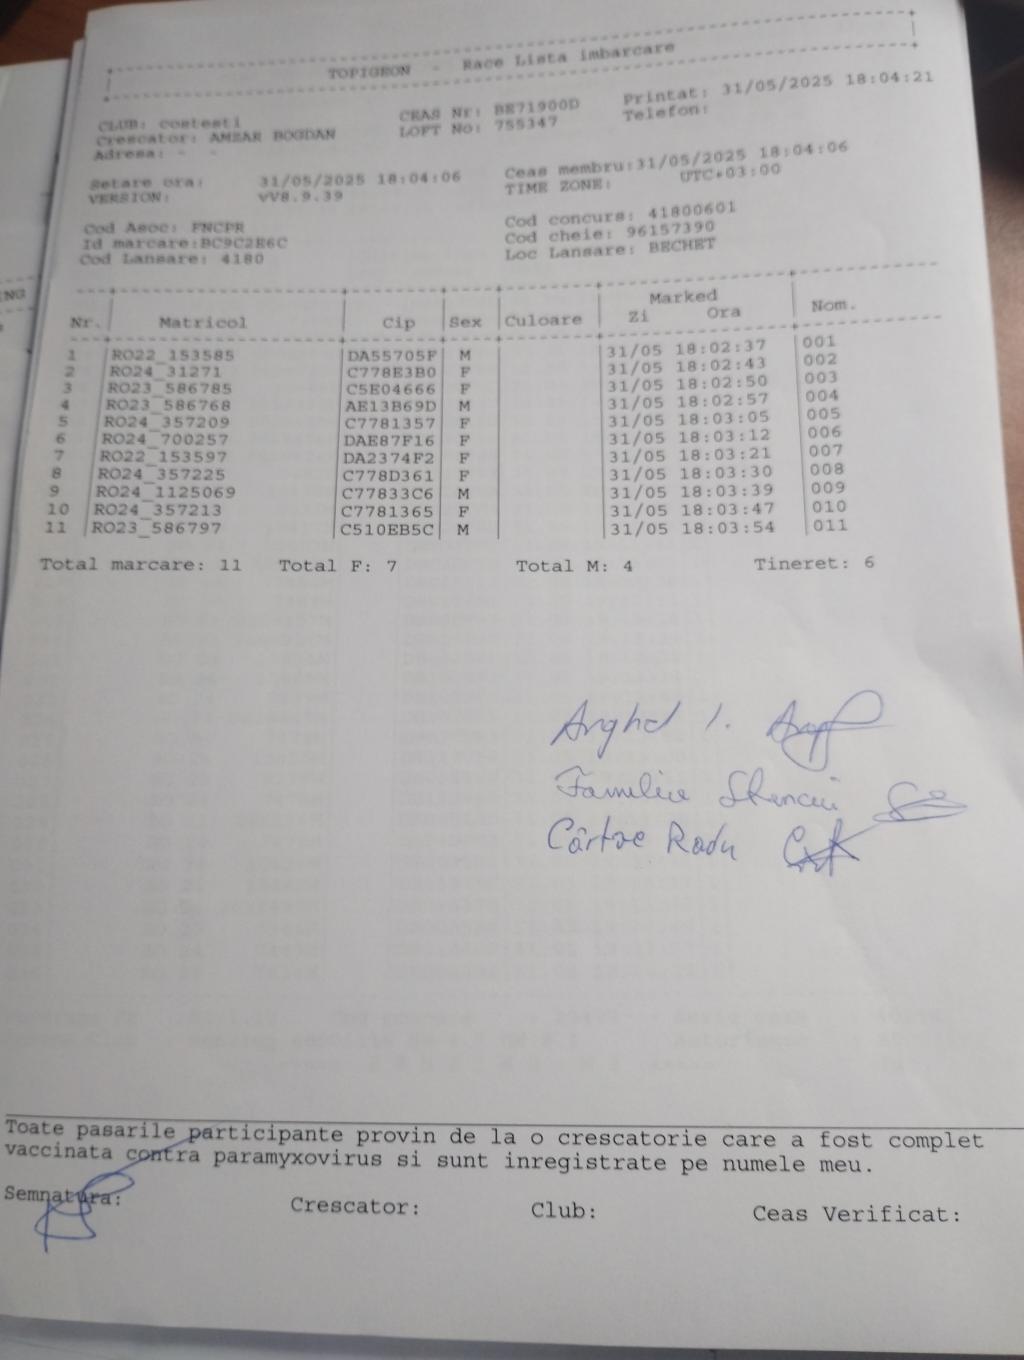 TOPIGEON - Race Lista imbarcare
CLUB: costesti CEAS Nr: BE71900D Printat: 31/05/2025 18:04:21
Crescator: AMZAR BOGDAN LOFT No: 755347 Telefon:
Adresa: - -
Setare ora: 31/05/2025 18:04:06 Ceas membru:31/05/2025 18:04:06
VERSION: vV8.9.39 TIME ZONE: UTC+03:00
Cod Asoc: FNCPR Cod concurs: 41800601
Id marcare:BC9C2E6C Cod cheie: 96157390
Cod Lansare: 4180 Loc Lansare: BECHET
Marked
Nr. Matricol Cip Sex Culoare Zi Ora Nom.
1 RO22_153585 DA55705F M 31/05 18:02:37 001
2 RO24_31271 C778E3B0 F 31/05 18:02:43 002
3 RO23_586785 C5E04666 F 31/05 18:02:50 003
4 RO23_586768 AE13B69D M 31/05 18:02:57 004
5 RO24_357209 C7781357 F 31/05 18:03:05 005
6 RO24_700257 DAE87F16 F 31/05 18:03:12 006
7 RO22_153597 DA2374F2 F 31/05 18:03:21 007
8 RO24_357225 C778D361 F 31/05 18:03:30 008
9 RO24_1125069 C77833C6 M 31/05 18:03:39 009
10 RO24_357213 C7781365 F 31/05 18:03:47 010
11 RO23_586797 C510EB5C M 31/05 18:03:54 011
Total marcare: 11 Total F: 7 Total M: 4 Tineret: 6
Arghel I.
Familia
Cârtoe Radu
Toate pasarile participante provin de la o crescatorie care a fost complet
vaccinata contra paramyxovirus si sunt inregistrate pe numele meu.
Semnatura: Crescator: Club: Ceas Verificat: